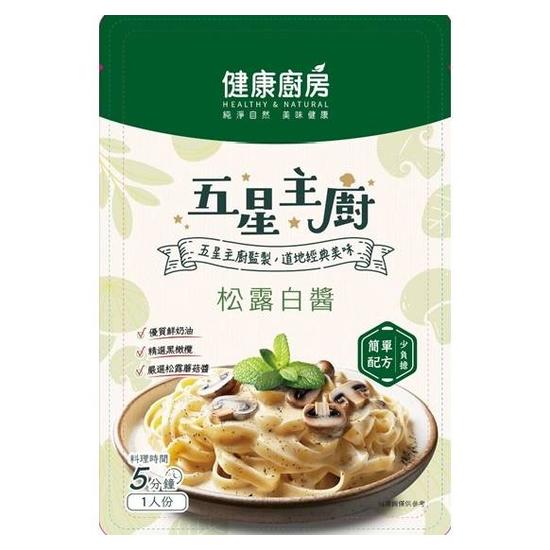 健康廚房
HEALTHY & NATURAL
純淨自然 美味健康
五星主廚
五星主廚監製，道地經典美味
松露白醬
優質鮮奶油
精選黑橄欖
嚴選松露蘑菇醬
簡單
配方
少負擔
料理時間
5分鐘
1人份